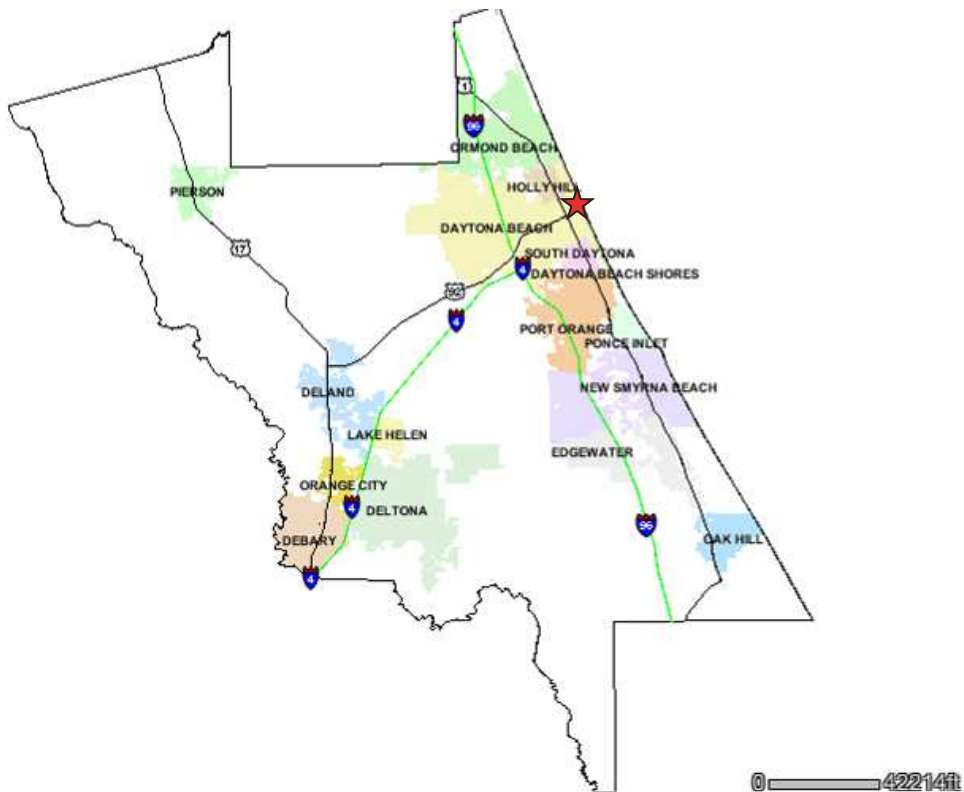 1
95
ORMOND BEACH
HOLLY HILL
PIERSON
DAYTONA BEACH
17
SOUTH DAYTONA
4
DAYTONA BEACH SHORES
92
4
PORT ORANGE
PONCE INLET
DELAND
NEW SMYRNA BEACH
LAKE HELEN
EDGEWATER
ORANGE CITY
4
DELTONA
95
OAK HILL
DEBARY
4
0 42214ft